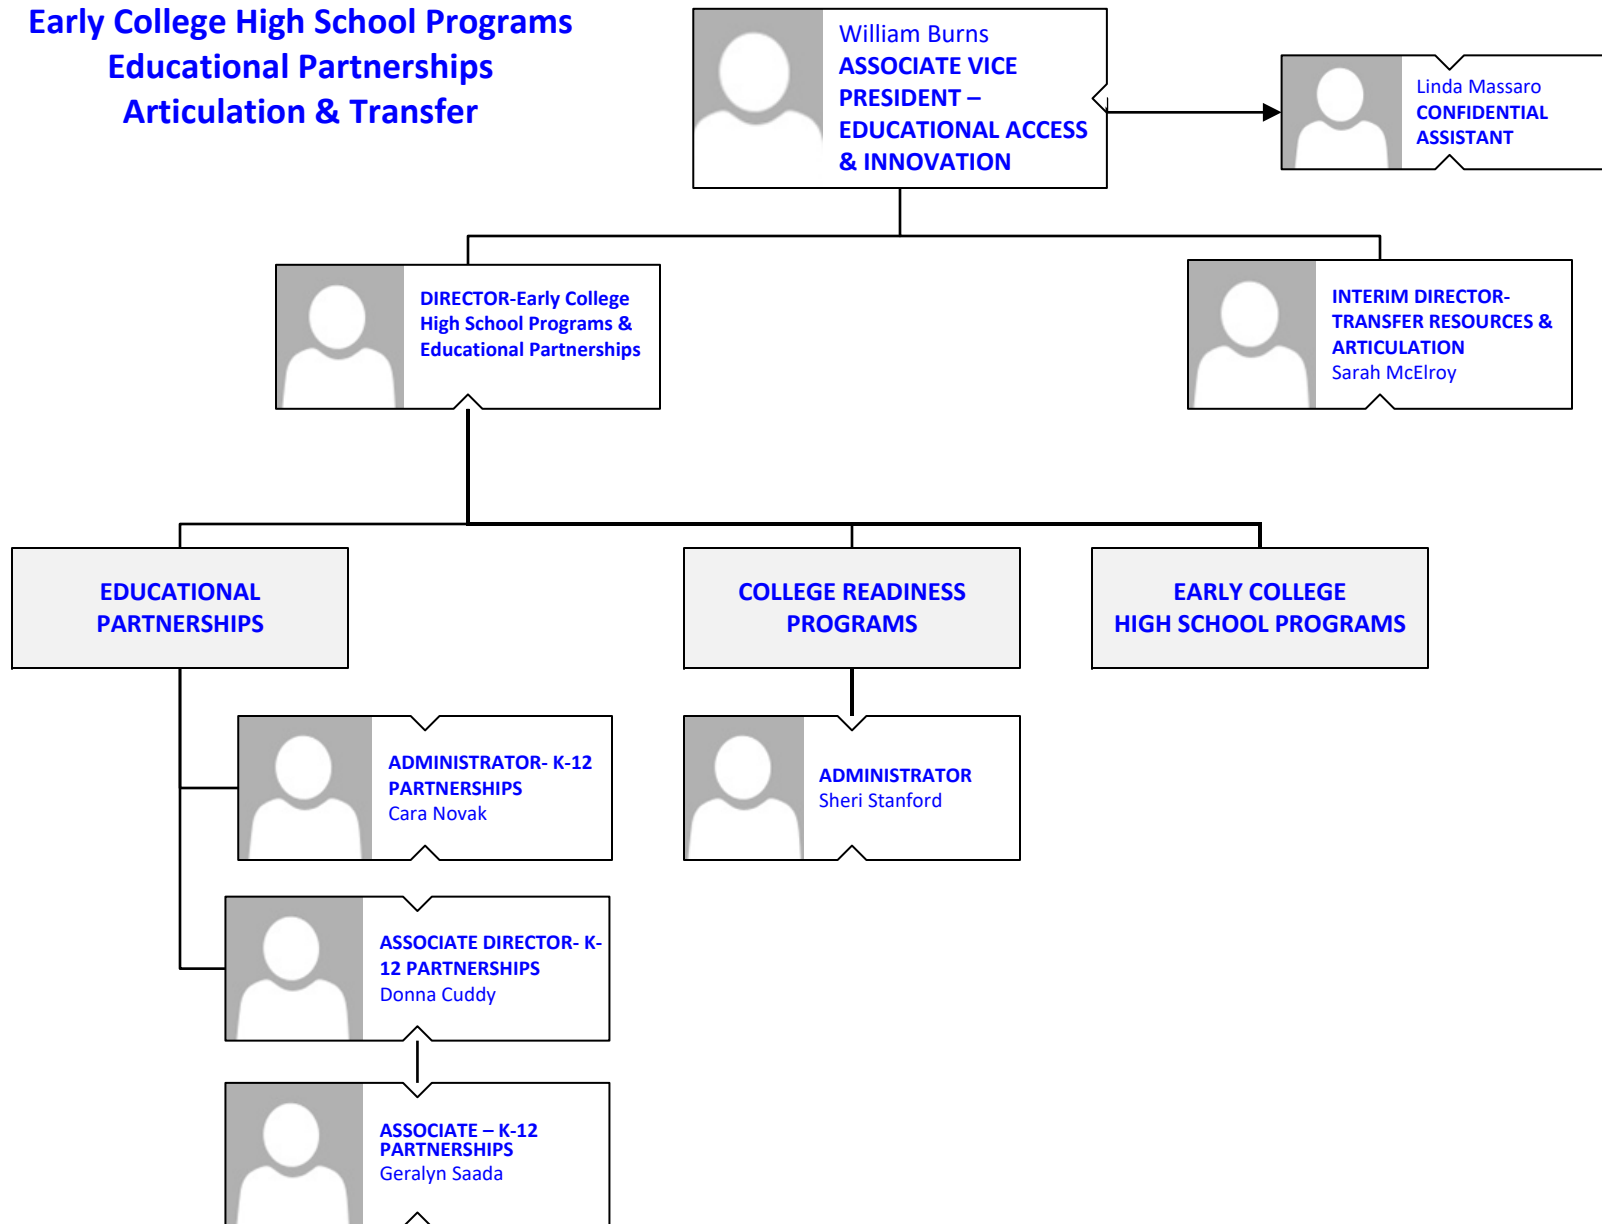 Early College High School Programs
Educational Partnerships
Articulation & Transfer
William Burns
ASSOCIATE VICE
PRESIDENT –
EDUCATIONAL ACCESS
& INNOVATION
Linda Massaro
CONFIDENTIAL
ASSISTANT
DIRECTOR-Early College
High School Programs &
Educational Partnerships
INTERIM DIRECTOR-
TRANSFER RESOURCES &
ARTICULATION
Sarah McElroy
EDUCATIONAL
PARTNERSHIPS
COLLEGE READINESS
PROGRAMS
EARLY COLLEGE
HIGH SCHOOL PROGRAMS
ADMINISTRATOR- K-12
PARTNERSHIPS
Cara Novak
ADMINISTRATOR
Sheri Stanford
ASSOCIATE DIRECTOR- K-
12 PARTNERSHIPS
Donna Cuddy
ASSOCIATE – K-12
PARTNERSHIPS
Geralyn Saada